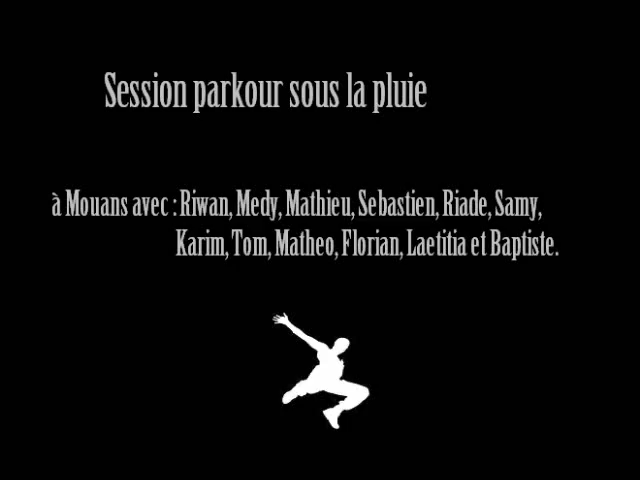 Session parkour sous la pluie
à Mouans avec : Riwan, Medy, Mathieu, Sebastien, Riade, Samy,
Karim, Tom, Matheo, Florian, Laetitia et Baptiste.